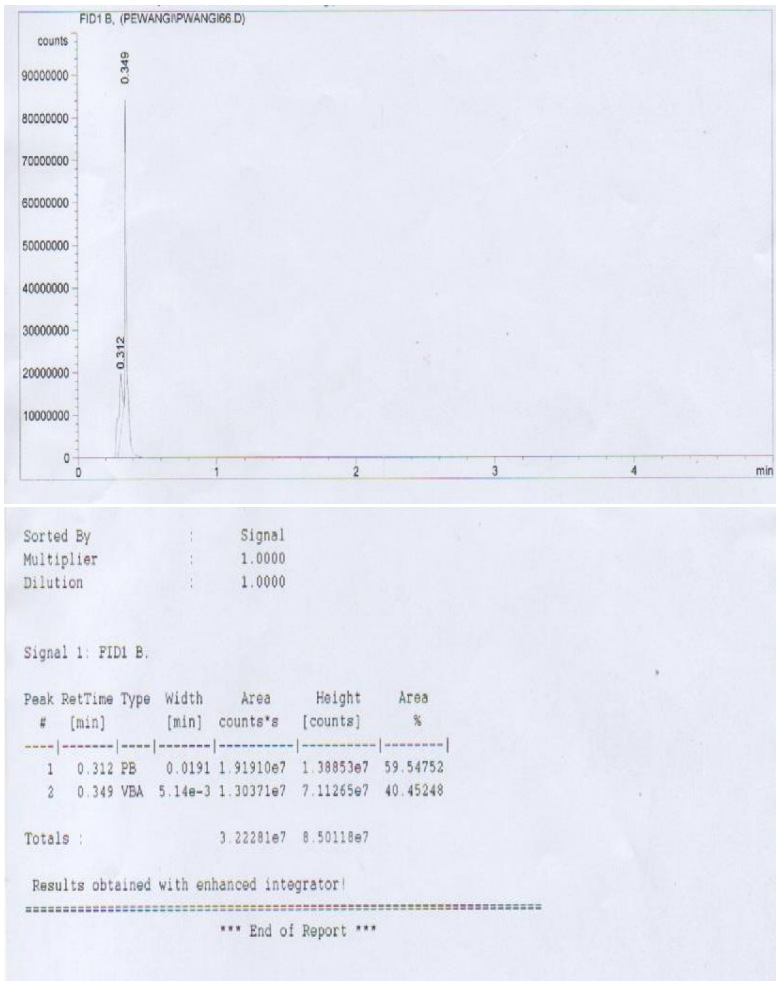 FID1 B, (PEWANGI\PWANGI66.D)
counts
90000000
80000000
70000000
60000000
50000000
40000000
30000000
20000000
10000000
0
0.349
0.312
0 1 2 3 4 min
Sorted By : Signal
Multiplier : 1.0000
Dilution : 1.0000
Signal 1: FID1 B,
Peak RetTime Type Width Area Height Area
# [min] [min] counts*s [counts] %
----|-------|----|-------|----------|----------|--------|
1 0.312 PB 0.0191 1.91910e7 1.38853e7 59.54752
2 0.349 VBA 5.14e-3 1.30371e7 7.11265e7 40.45248
Totals : 3.22281e7 8.50118e7
Results obtained with enhanced integrator!
=====================================================================
*** End of Report ***